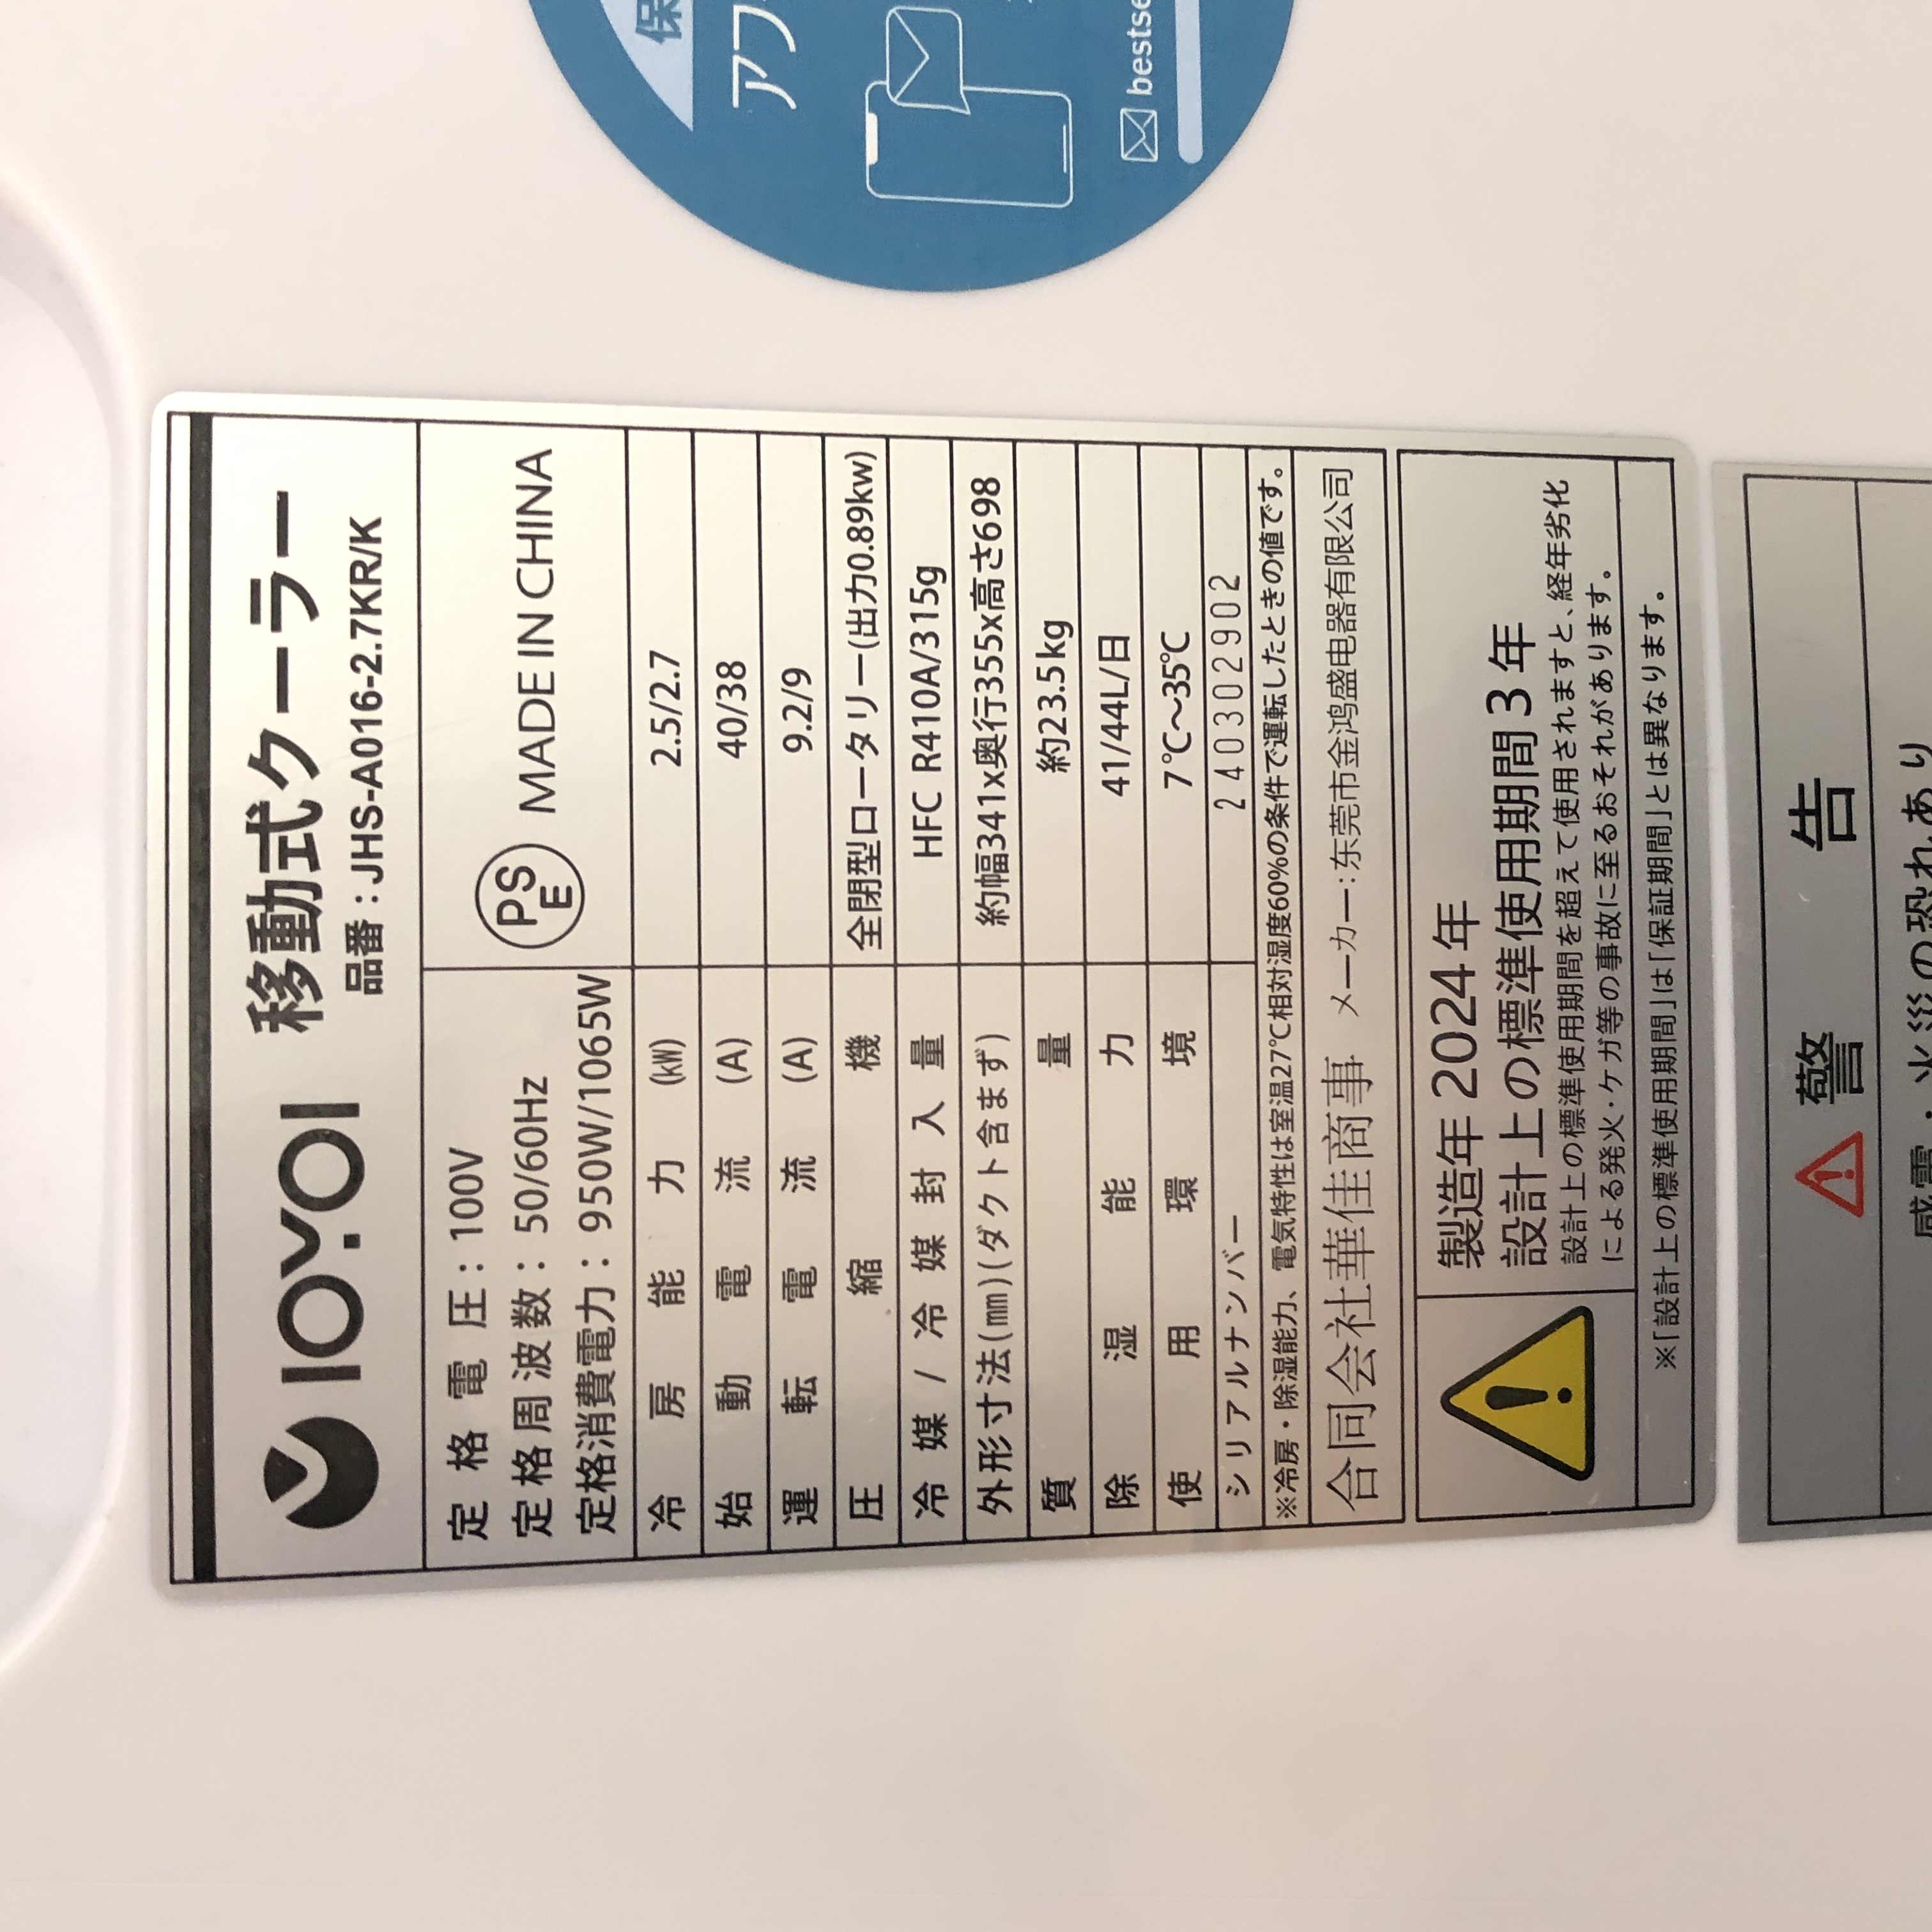 IOYOI 移動式クーラー
品番：JHS-A016-2.7KR/K
定格電圧：100V
定格周波数：50/60Hz
定格消費電力：950W/1065W
PSE MADE IN CHINA
冷房能力(kW) 2.5/2.7
始動電流(A) 40/38
運転電流(A) 9.2/9
圧縮機 全閉型ロータリー(出力0.89kw)
冷媒/冷媒封入量 HFC R410A/315g
外形寸法(mm)(ダクト含まず) 約幅341x奥行355x高さ698
質量 約23.5kg
除湿能力 41/44L/日
使用環境 7℃～35℃
シリアルナンバー 240302902
※冷房・除湿能力、電気特性は室温27℃相対湿度60%の条件で運転したときの値です。
合同会社華佳商事 メーカー:东莞市金鸿盛电器有限公司
製造年 2024 年
設計上の標準使用期間 3 年
設計上の標準使用期間を超えて使用されますと、経年劣化
による発火・ケガ等の事故に至るおそれがあります。
※「設計上の標準使用期間」は「保証期間」とは異なります。
警告
感電・火災の恐れあり
保
アフ
bestse